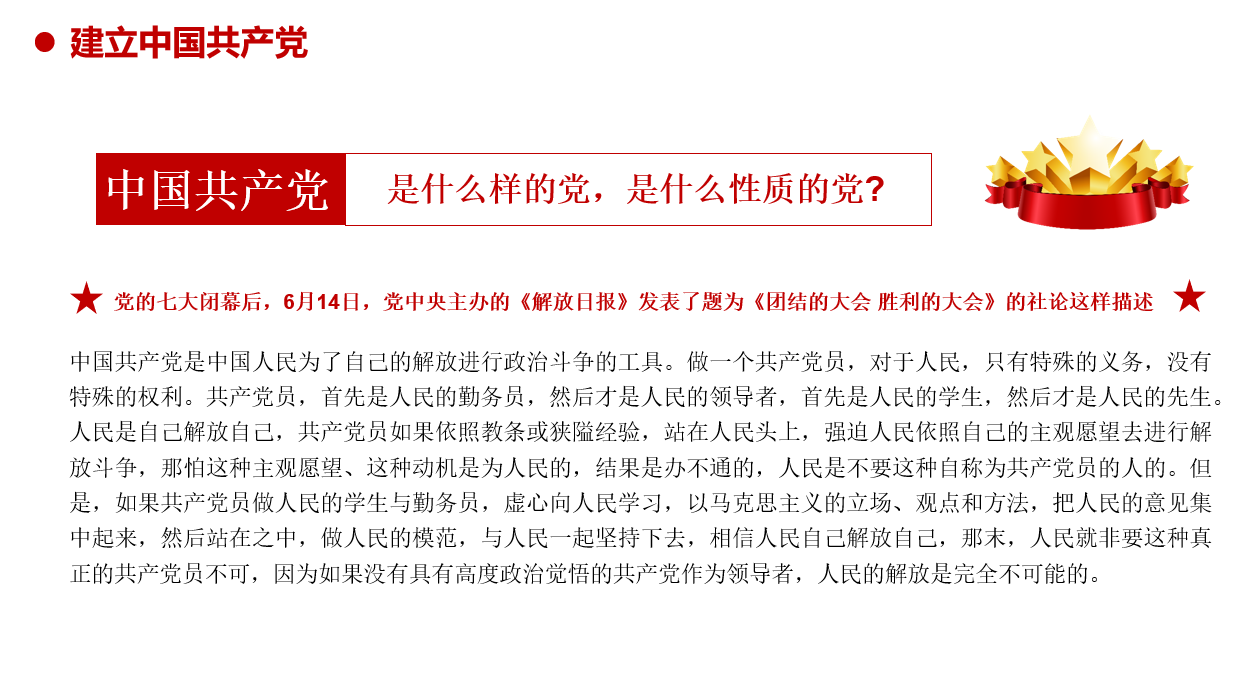 建立中国共产党
中国共产党 是什么样的党，是什么性质的党?
党的七大闭幕后，6月14日，党中央主办的《解放日报》发表了题为《团结的大会 胜利的大会》的社论这样描述
中国共产党是中国人民为了自己的解放进行政治斗争的工具。做一个共产党员，对于人民，只有特殊的义务，没有
特殊的权利。共产党员，首先是人民的勤务员，然后才是人民的领导者，首先是人民的学生，然后才是人民的先生。
人民是自己解放自己，共产党员如果依照教条或狭隘经验，站在人民头上，强迫人民依照自己的主观愿望去进行解
放斗争，那怕这种主观愿望、这种动机是为人民的，结果是办不通的，人民是不要这种自称为共产党员的人的。但
是，如果共产党员做人民的学生与勤务员，虚心向人民学习，以马克思主义的立场、观点和方法，把人民的意见集
中起来，然后站在之中，做人民的模范，与人民一起坚持下去，相信人民自己解放自己，那末，人民就非要这种真
正的共产党员不可，因为如果没有具有高度政治觉悟的共产党作为领导者，人民的解放是完全不可能的。